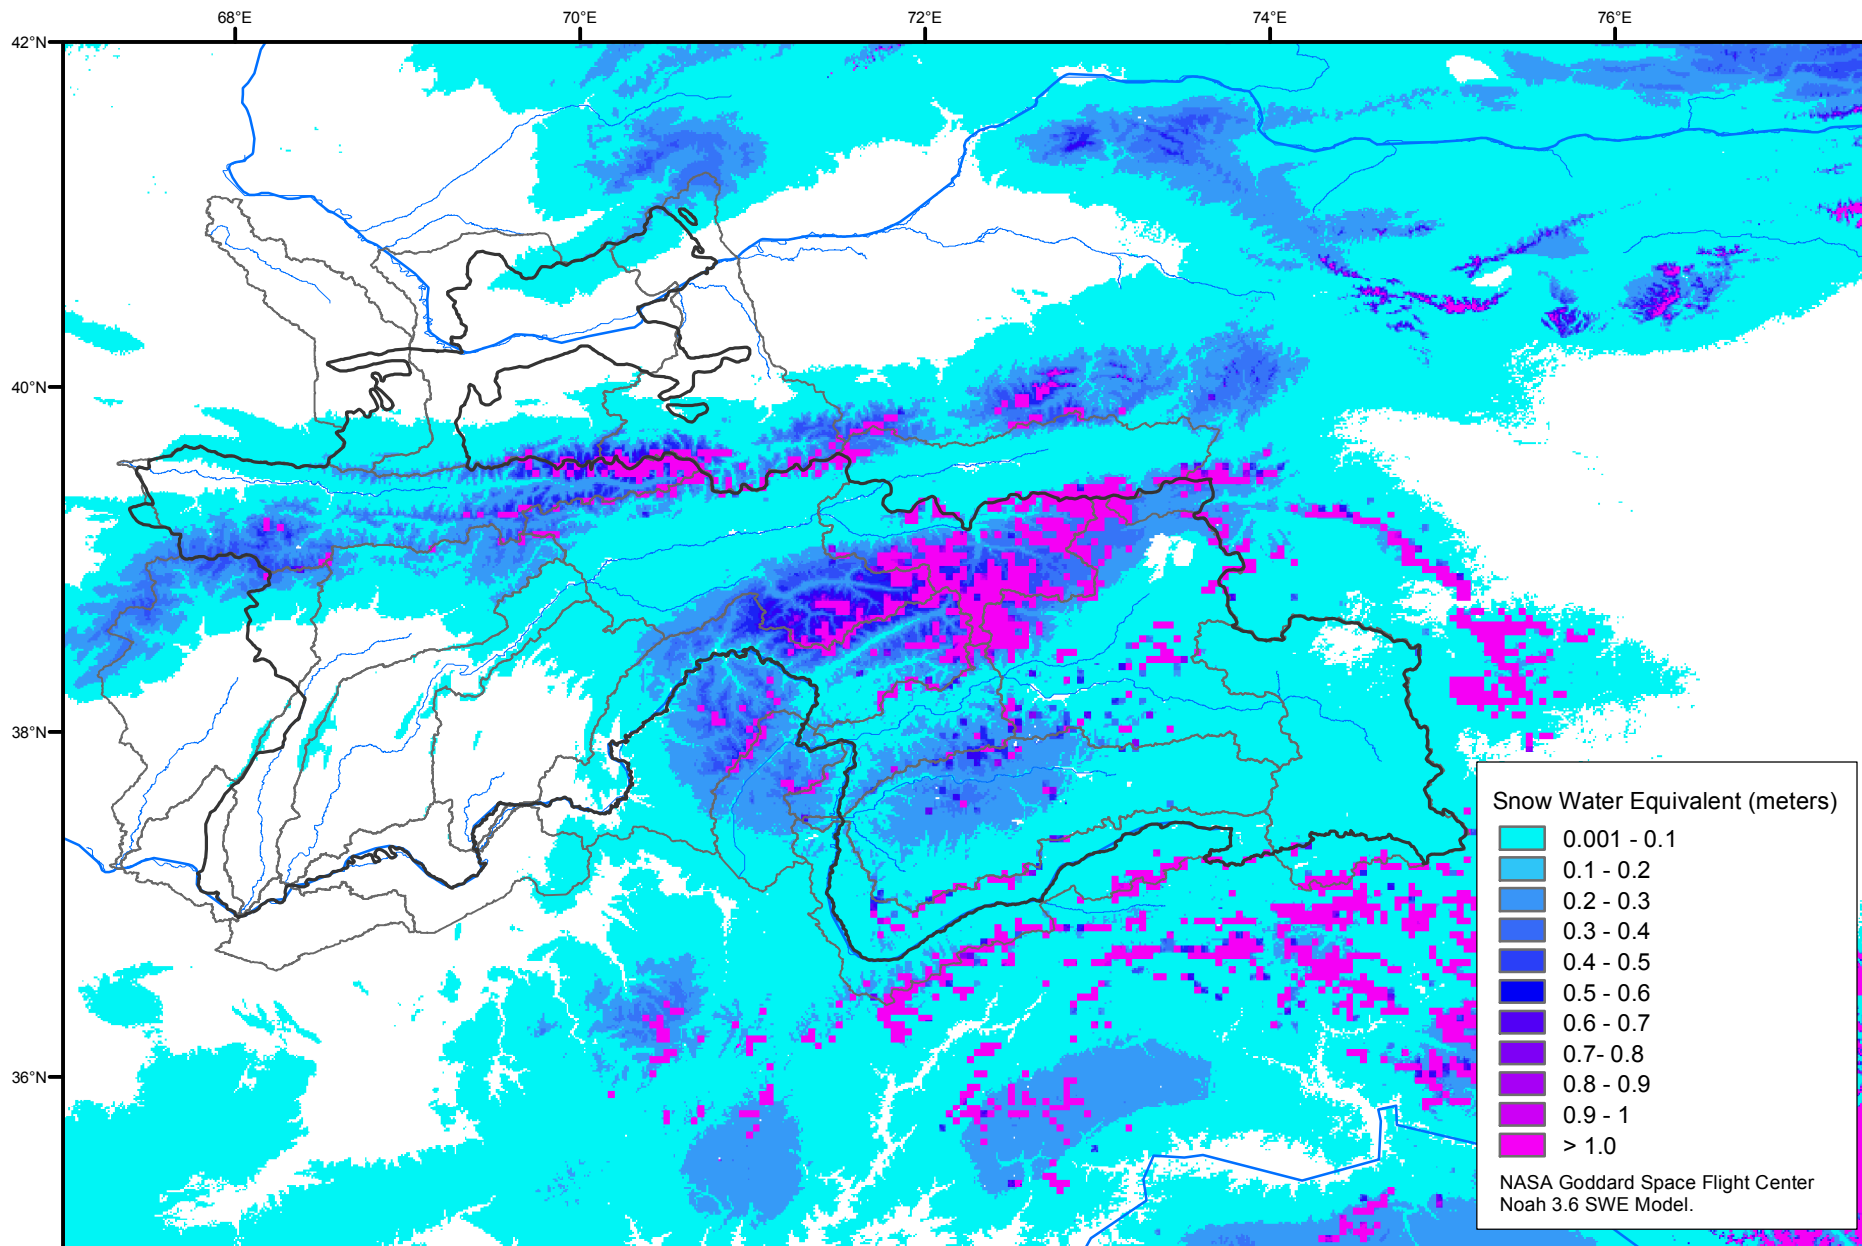 68°E
70°E
72°E
74°E
76°E
42°N
40°N
38°N
36°N
Snow Water Equivalent (meters)
0.001 - 0.1
0.1 - 0.2
0.2 - 0.3
0.3 - 0.4
0.4 - 0.5
0.5 - 0.6
0.6 - 0.7
0.7- 0.8
0.8 - 0.9
0.9 - 1
> 1.0
NASA Goddard Space Flight Center
Noah 3.6 SWE Model.